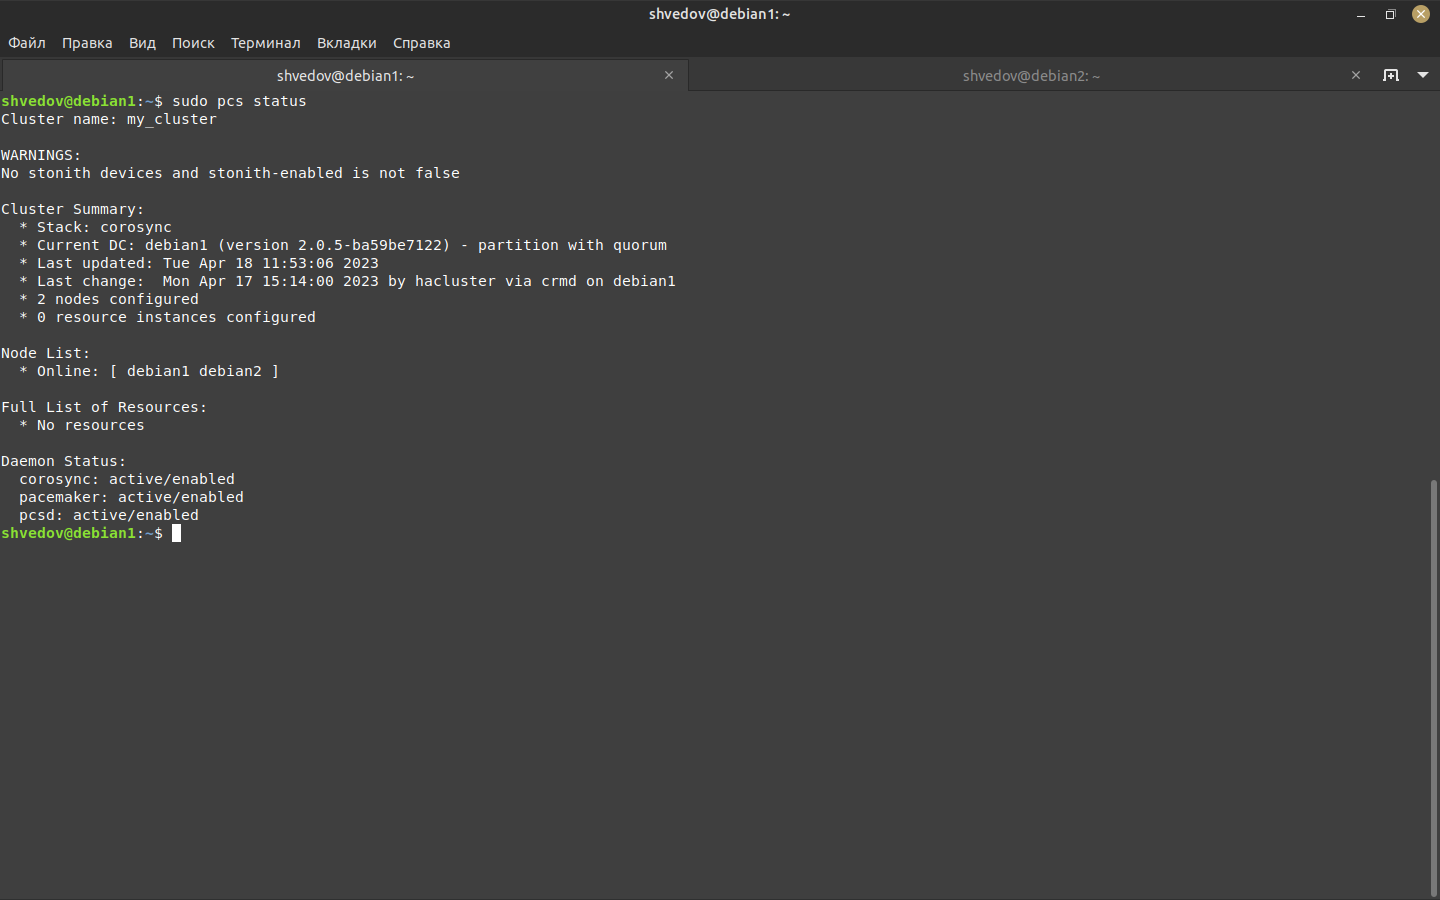 shvedov@debian1: ~
Файл Правка Вид Поиск Терминал Вкладки Справка
shvedov@debian1: ~ shvedov@debian2: ~
shvedov@debian1:~$ sudo pcs status
Cluster name: my_cluster
WARNINGS:
No stonith devices and stonith-enabled is not false
Cluster Summary:
* Stack: corosync
* Current DC: debian1 (version 2.0.5-ba59be7122) - partition with quorum
* Last updated: Tue Apr 18 11:53:06 2023
* Last change:  Mon Apr 17 15:14:00 2023 by hacluster via crmd on debian1
* 2 nodes configured
* 0 resource instances configured
Node List:
* Online: [ debian1 debian2 ]
Full List of Resources:
* No resources
Daemon Status:
corosync: active/enabled
pacemaker: active/enabled
pcsd: active/enabled
shvedov@debian1:~$